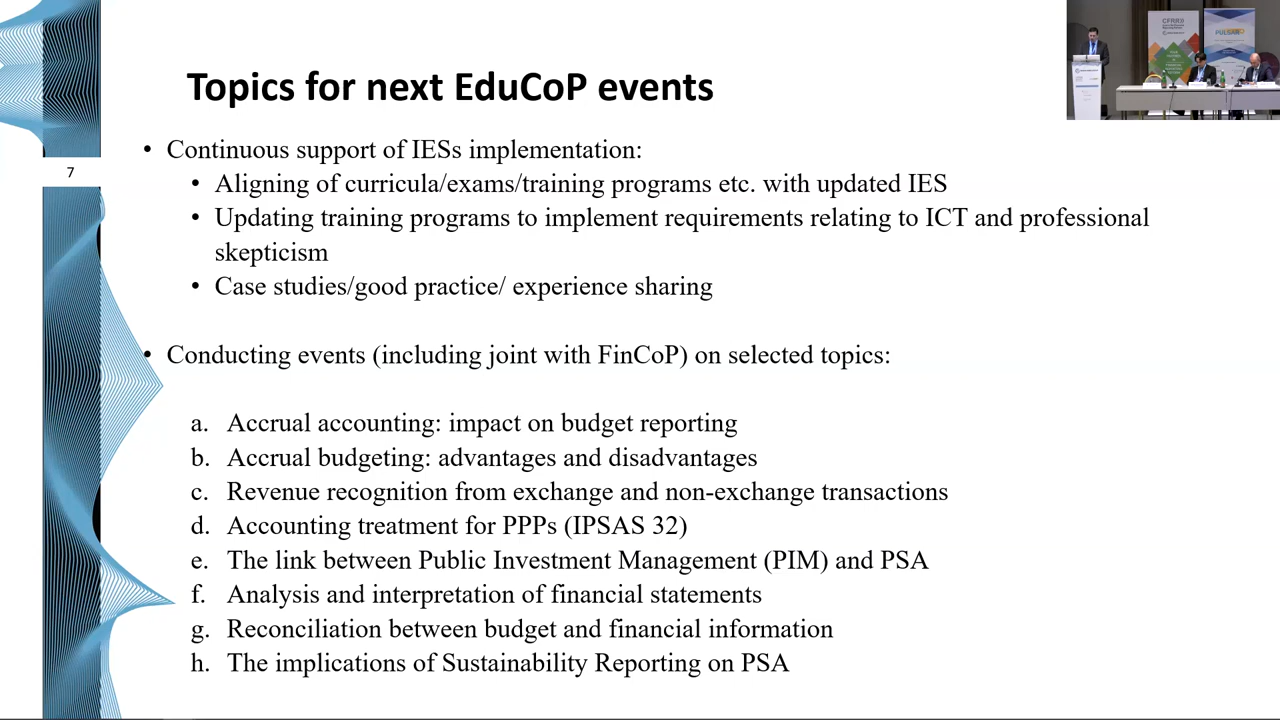 Topics for next EduCoP events
7
• Continuous support of IESs implementation:
• Aligning of curricula/exams/training programs etc. with updated IES
• Updating training programs to implement requirements relating to ICT and professional
skepticism
• Case studies/good practice/ experience sharing
• Conducting events (including joint with FinCoP) on selected topics:
a. Accrual accounting: impact on budget reporting
b. Accrual budgeting: advantages and disadvantages
c. Revenue recognition from exchange and non-exchange transactions
d. Accounting treatment for PPPs (IPSAS 32)
e. The link between Public Investment Management (PIM) and PSA
f. Analysis and interpretation of financial statements
g. Reconciliation between budget and financial information
h. The implications of Sustainability Reporting on PSA
CFRR
PULSAR